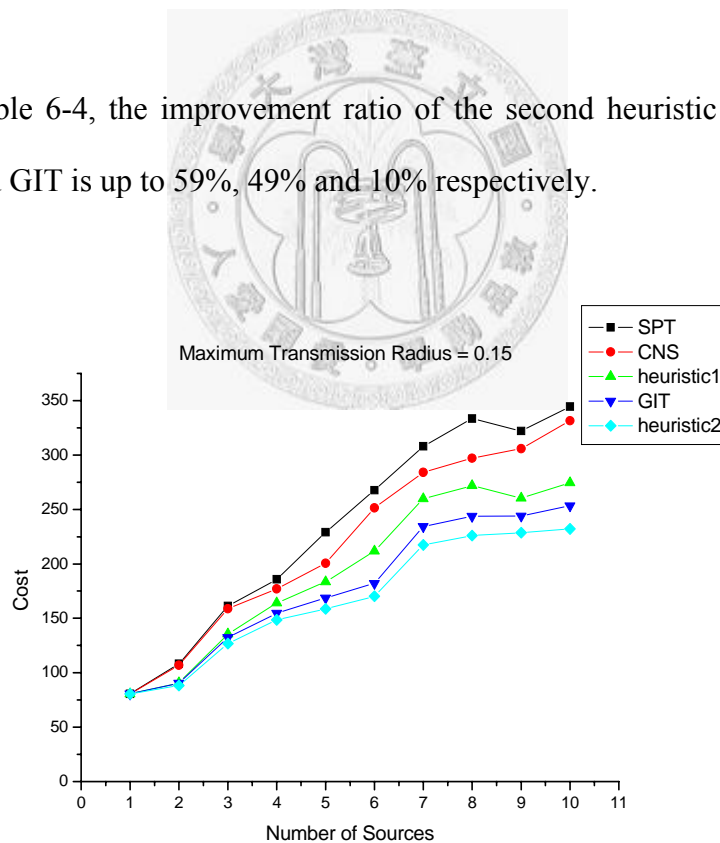 ble 6-4, the improvement ratio of the second heuristic
GIT is up to 59%, 49% and 10% respectively.
Maximum Transmission Radius = 0.15
SPT
CNS
heuristic1
GIT
heuristic2
350
300
250
200
150
100
50
0
Cost
0 1 2 3 4 5 6 7 8 9 10 11
Number of Sources